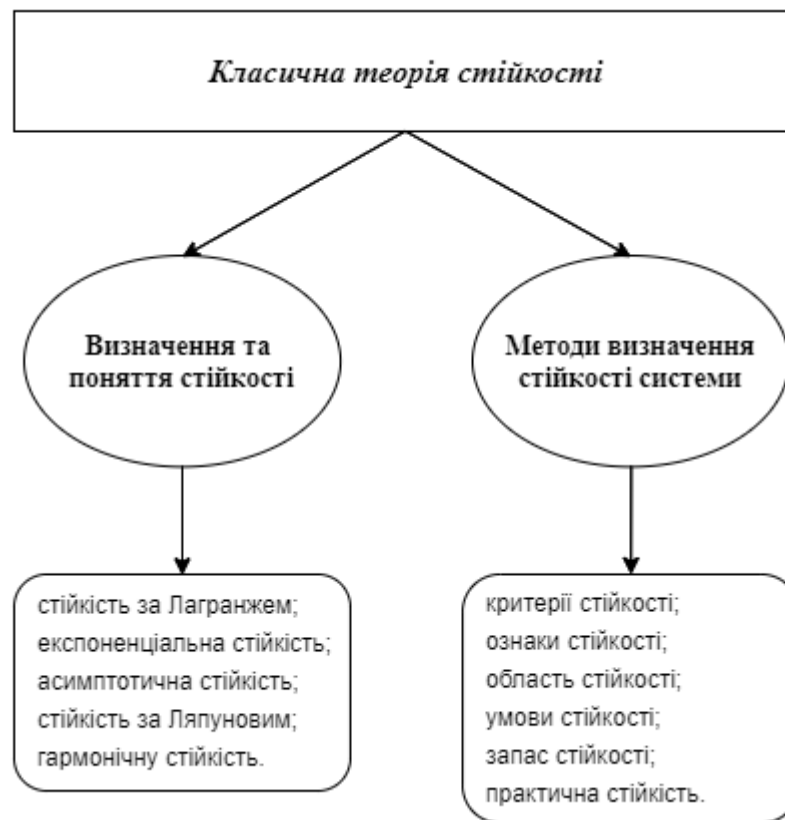 Класична теорія стійкості
Визначення та
поняття стійкості
Методи визначення
стійкості системи
стійкість за Лагранжем;
експоненціальна стійкість;
асимптотична стійкість;
стійкість за Ляпуновим;
гармонічну стійкість.
критерії стійкості;
ознаки стійкості;
область стійкості;
умови стійкості;
запас стійкості;
практична стійкість.